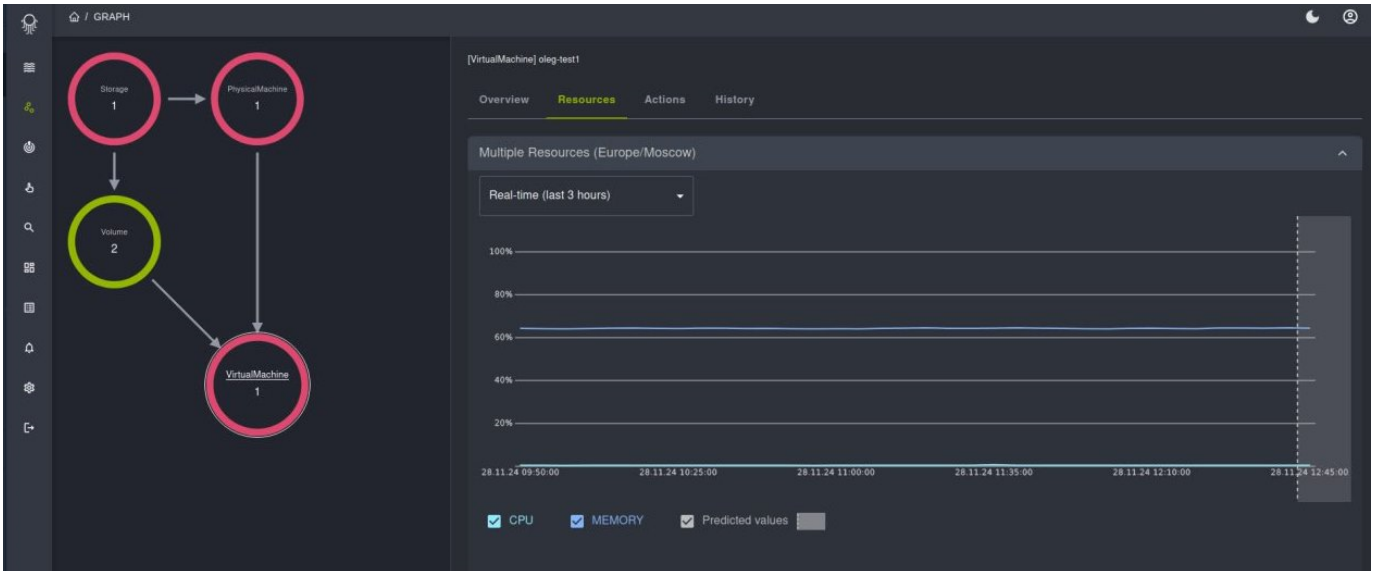 / GRAPH
Storage
1
PhysicalMachine
1
Volume
2
VirtualMachine
1
[VirtualMachine] oleg-test1
Overview Resources Actions History
Multiple Resources (Europe/Moscow)
Real-time (last 3 hours)
100%
80%
60%
40%
20%
28.11.24 09:50:00 28.11.24 10:25:00 28.11.24 11:00:00 28.11.24 11:35:00 28.11.24 12:10:00 28.11.24 12:45:00
CPU MEMORY Predicted values